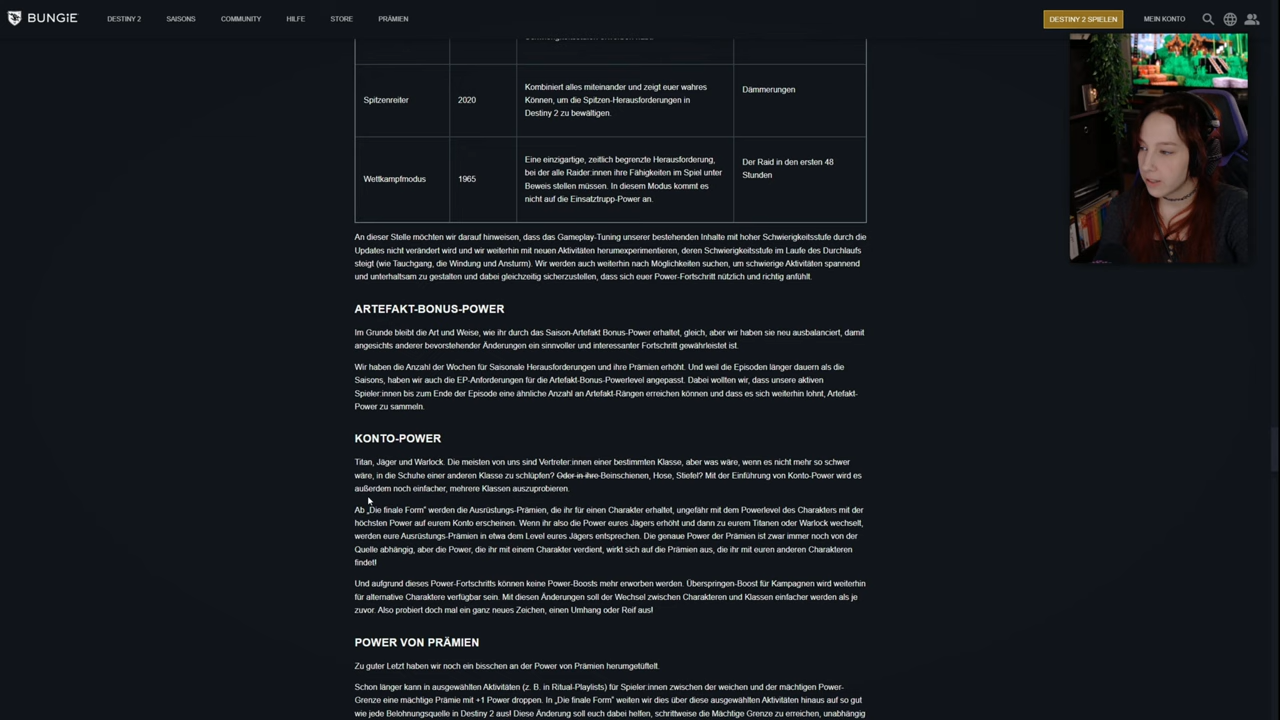 BUNGiE
DESTINY 2
SAISONS
COMMUNITY
HILFE
STORE
PRÄMIEN
DESTINY 2 SPIELEN
MEIN KONTO
Spitzenreiter
2020
Kombiniert alles miteinander und zeigt euer wahres
Können, um die Spitzen-Herausforderungen in
Destiny 2 zu bewältigen.
Dämmerungen
Wettkampfmodus
1965
Eine einzigartige, zeitlich begrenzte Herausforderung,
bei der alle Raider:innen ihre Fähigkeiten im Spiel unter
Beweis stellen müssen. In diesem Modus kommt es
nicht auf die Einsatztrupp-Power an.
Der Raid in den ersten 48
Stunden
An dieser Stelle möchten wir darauf hinweisen, dass das Gameplay-Tuning unserer bestehenden Inhalte mit hoher Schwierigkeitsstufe durch die
Updates nicht verändert wird und wir weiterhin mit neuen Aktivitäten herumexperimentieren, deren Schwierigkeitsstufe im Laufe des Durchlaufs
steigt (wie Tauchgang, die Windung und Ansturm). Wir werden auch weiterhin nach Möglichkeiten suchen, um schwierige Aktivitäten spannend
und unterhaltsam zu gestalten und dabei gleichzeitig sicherzustellen, dass sich euer Power-Fortschritt nützlich und richtig anfühlt.
ARTEFAKT-BONUS-POWER
Im Grunde bleibt die Art und Weise, wie ihr durch das Saison-Artefakt Bonus-Power erhaltet, gleich, aber wir haben sie neu ausbalanciert, damit
angesichts anderer bevorstehender Änderungen ein sinnvoller und interessanter Fortschritt gewährleistet ist.
Wir haben die Anzahl der Wochen für Saisonale Herausforderungen und ihre Prämien erhöht. Und weil die Episoden länger dauern als die
Saisons, haben wir auch die EP-Anforderungen für die Artefakt-Bonus-Powerlevel angepasst. Dabei wollten wir, dass unsere aktiven
Spieler:innen bis zum Ende der Episode eine ähnliche Anzahl an Artefakt-Rängen erreichen können und dass es sich weiterhin lohnt, Artefakt-
Power zu sammeln.
KONTO-POWER
Titan, Jäger und Warlock. Die meisten von uns sind Vertreter:innen einer bestimmten Klasse, aber was wäre, wenn es nicht mehr so schwer
wäre, in die Schuhe einer anderen Klasse zu schlüpfen? Oder in ihre Beinschienen, Hose, Stiefel? Mit der Einführung von Konto-Power wird es
außerdem noch einfacher, mehrere Klassen auszuprobieren.
Ab „Die finale Form" werden die Ausrüstungs-Prämien, die ihr für einen Charakter erhaltet, ungefähr mit dem Powerlevel des Charakters mit der
höchsten Power auf eurem Konto erscheinen. Wenn ihr also die Power eures Jägers erhöht und dann zu eurem Titanen oder Warlock wechselt,
werden eure Ausrüstungs-Prämien in etwa dem Level eures Jägers entsprechen. Die genaue Power der Prämien ist zwar immer noch von der
Quelle abhängig, aber die Power, die ihr mit einem Charakter verdient, wirkt sich auf die Prämien aus, die ihr mit euren anderen Charakteren
findet!
Und aufgrund dieses Power-Fortschritts können keine Power-Boosts mehr erworben werden. Überspringen-Boost für Kampagnen wird weiterhin
für alternative Charaktere verfügbar sein. Mit diesen Änderungen soll der Wechsel zwischen Charakteren und Klassen einfacher werden als je
zuvor. Also probiert doch mal ein ganz neues Zeichen, einen Umhang oder Reif aus!
POWER VON PRÄMIEN
Zu guter Letzt haben wir noch ein bisschen an der Power von Prämien herumgetüftelt.
Schon länger kann in ausgewählten Aktivitäten (z. B. in Ritual-Playlists) für Spieler:innen zwischen der weichen und der mächtigen Power-
Grenze eine mächtige Prämie mit +1 Power droppen. In „Die finale Form" weiten wir dies über diese ausgewählten Aktivitäten hinaus auf so gut
wie jede Belohnungsquelle in Destiny 2 aus! Diese Änderung soll euch dabei helfen, schrittweise die Mächtige Grenze zu erreichen, unabhängig